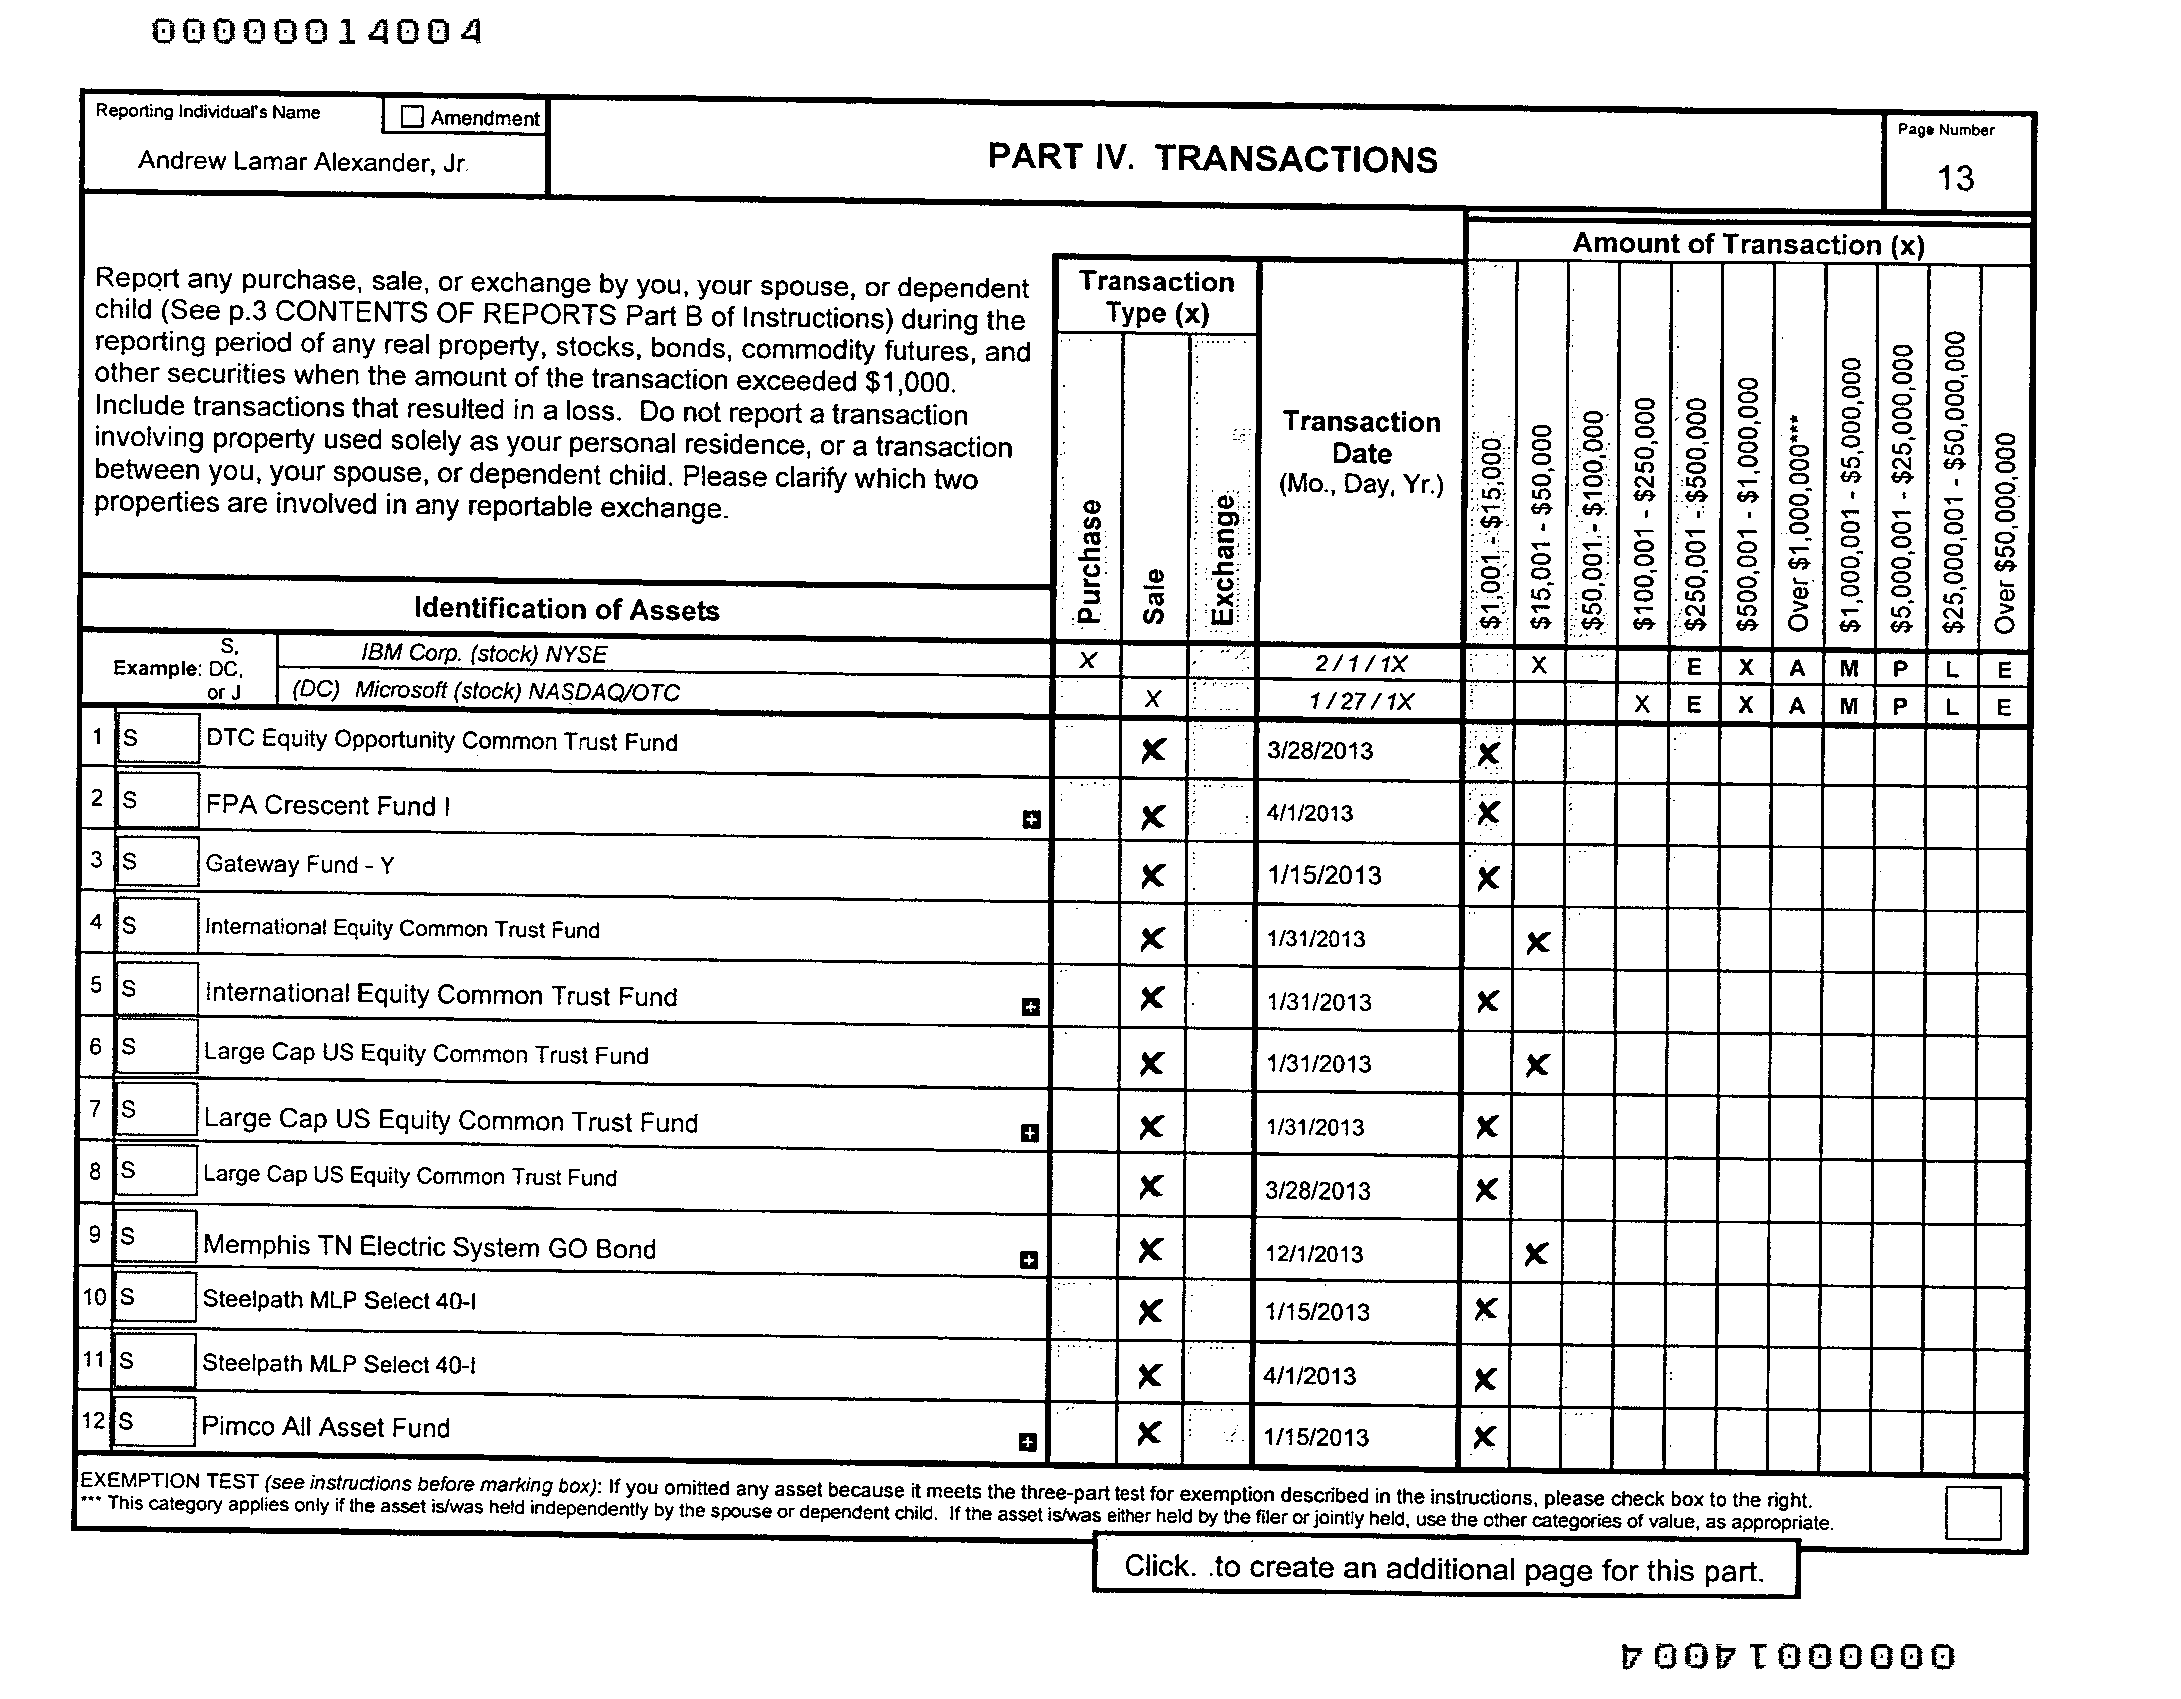 00000014004
Reporting Individual's Name
Amendment
Andrew Lamar Alexander, Jr.
PART IV. TRANSACTIONS
Page Number
13
Report any purchase, sale, or exchange by you, your spouse, or dependent
child (See p.3 CONTENTS OF REPORTS Part B of Instructions) during the
reporting period of any real property, stocks, bonds, commodity futures, and
other securities when the amount of the transaction exceeded $1,000.
Include transactions that resulted in a loss. Do not report a transaction
involving property used solely as your personal residence, or a transaction
between you, your spouse, or dependent child. Please clarify which two
properties are involved in any reportable exchange.
Transaction
Type (x)
Purchase
Sale
Exchange
Transaction
Date
(Mo., Day, Yr.)
Amount of Transaction (x)
$1,001 - $15,000
$15,001 - $50,000
$50,001 - $100,000
$100,001 - $250,000
$250,001 - $500,000
$500,001 - $1,000,000
Over $1,000,000***
$1,000,001 - $5,000,000
$5,000,001 - $25,000,000
$25,000,001 - $50,000,000
Over $50,000,000
Identification of Assets
Example: S, DC, or J
IBM Corp. (stock) NYSE X 2 / 1 / 1X X E X A M P L E
(DC) Microsoft (stock) NASDAQ/OTC X 1 / 27 / 1X X E X A M P L E
1 S DTC Equity Opportunity Common Trust Fund X 3/28/2013 X
2 S FPA Crescent Fund I + X 4/1/2013 X
3 S Gateway Fund - Y X 1/15/2013 X
4 S International Equity Common Trust Fund X 1/31/2013 X
5 S International Equity Common Trust Fund + X 1/31/2013 X
6 S Large Cap US Equity Common Trust Fund X 1/31/2013 X
7 S Large Cap US Equity Common Trust Fund + X 1/31/2013 X
8 S Large Cap US Equity Common Trust Fund X 3/28/2013 X
9 S Memphis TN Electric System GO Bond + X 12/1/2013 X
10 S Steelpath MLP Select 40-I X 1/15/2013 X
11 S Steelpath MLP Select 40-I X 4/1/2013 X
12 S Pimco All Asset Fund + X 1/15/2013 X
EXEMPTION TEST (see instructions before marking box): If you omitted any asset because it meets the three-part test for exemption described in the instructions, please check box to the right.
*** This category applies only if the asset is/was held independently by the spouse or dependent child. If the asset is/was either held by the filer or jointly held, use the other categories of value, as appropriate.
Click. .to create an additional page for this part.
00000014004